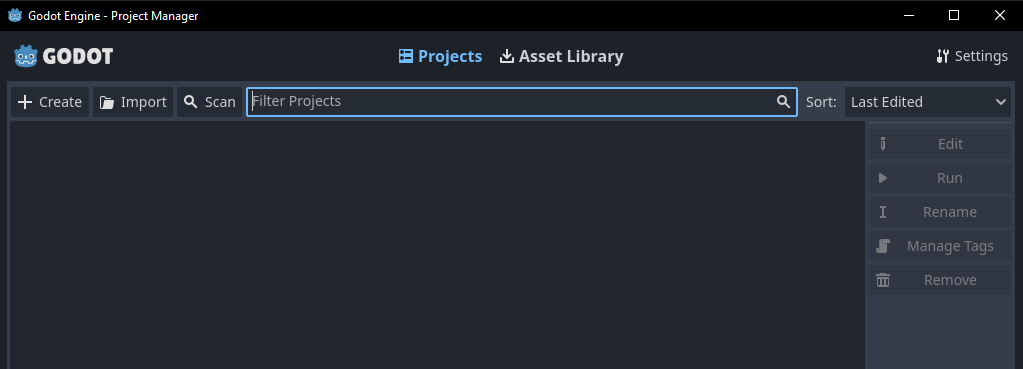 Godot Engine - Project Manager
GODOT Projects Asset Library Settings
Create Import Scan Filter Projects Sort: Last Edited
Edit
Run
Rename
Manage Tags
Remove